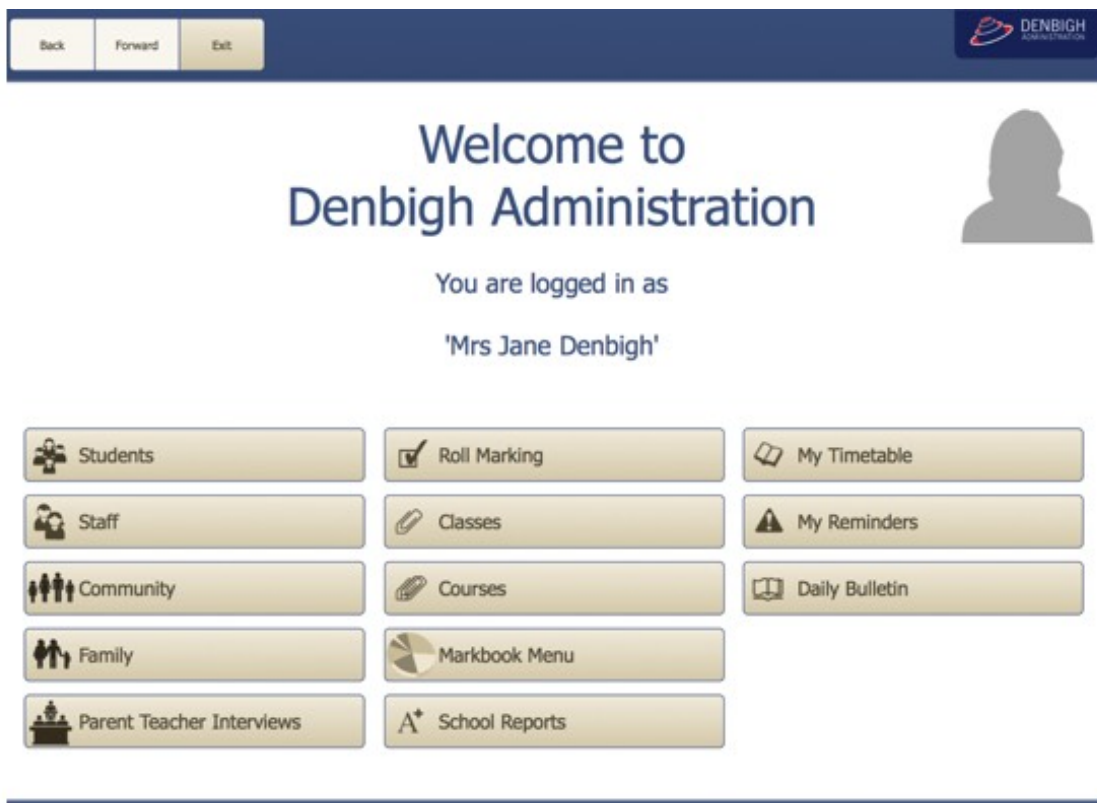 Back Forward Exit
DENBIGH
ADMINISTRATION
Welcome to
Denbigh Administration
You are logged in as
'Mrs Jane Denbigh'
Students Roll Marking My Timetable
Staff Classes My Reminders
Community Courses Daily Bulletin
Family Markbook Menu
Parent Teacher Interviews A+ School Reports